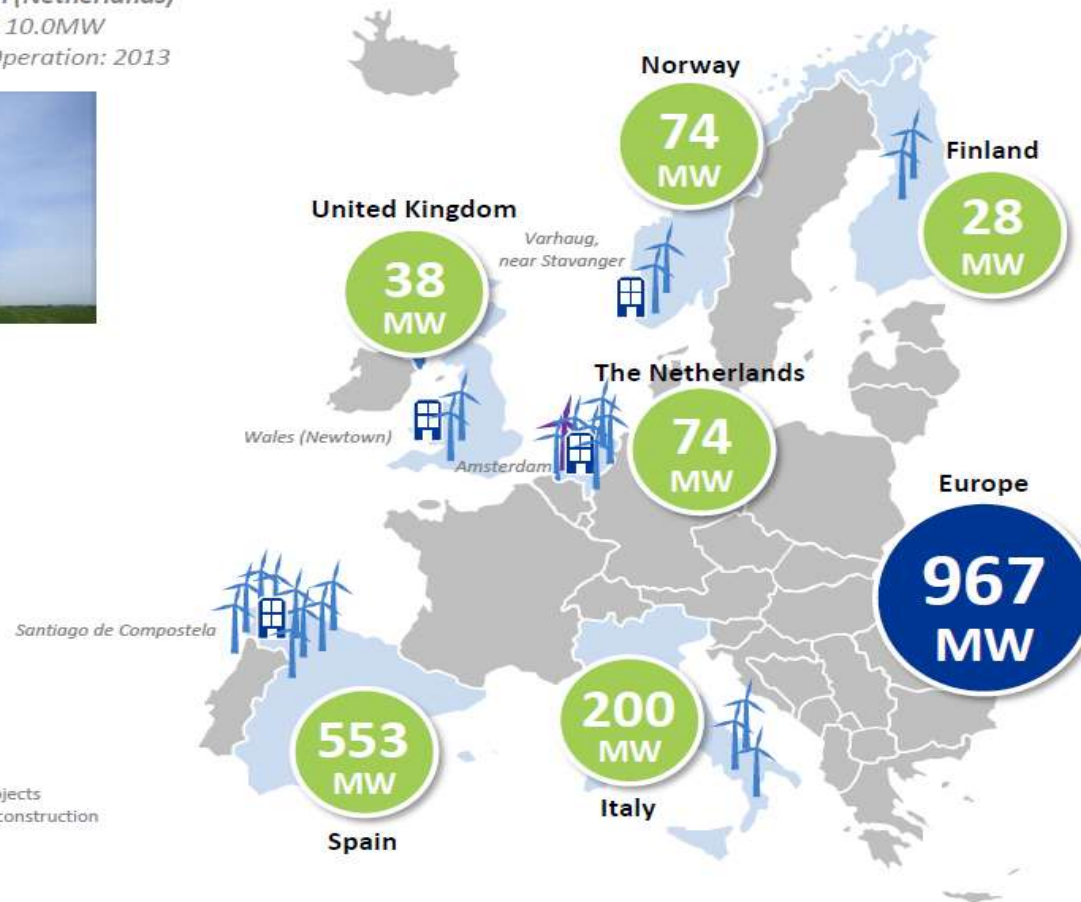 (Netherlands)
10.0MW
Operation: 2013
Norway
74
MW
Finland
28
MW
United Kingdom
38
MW
Varhaug,
near Stavanger
The Netherlands
74
MW
Wales (Newtown)
Amsterdam
Europe
967
MW
Santiago de Compostela
553
MW
Spain
200
MW
Italy
construction